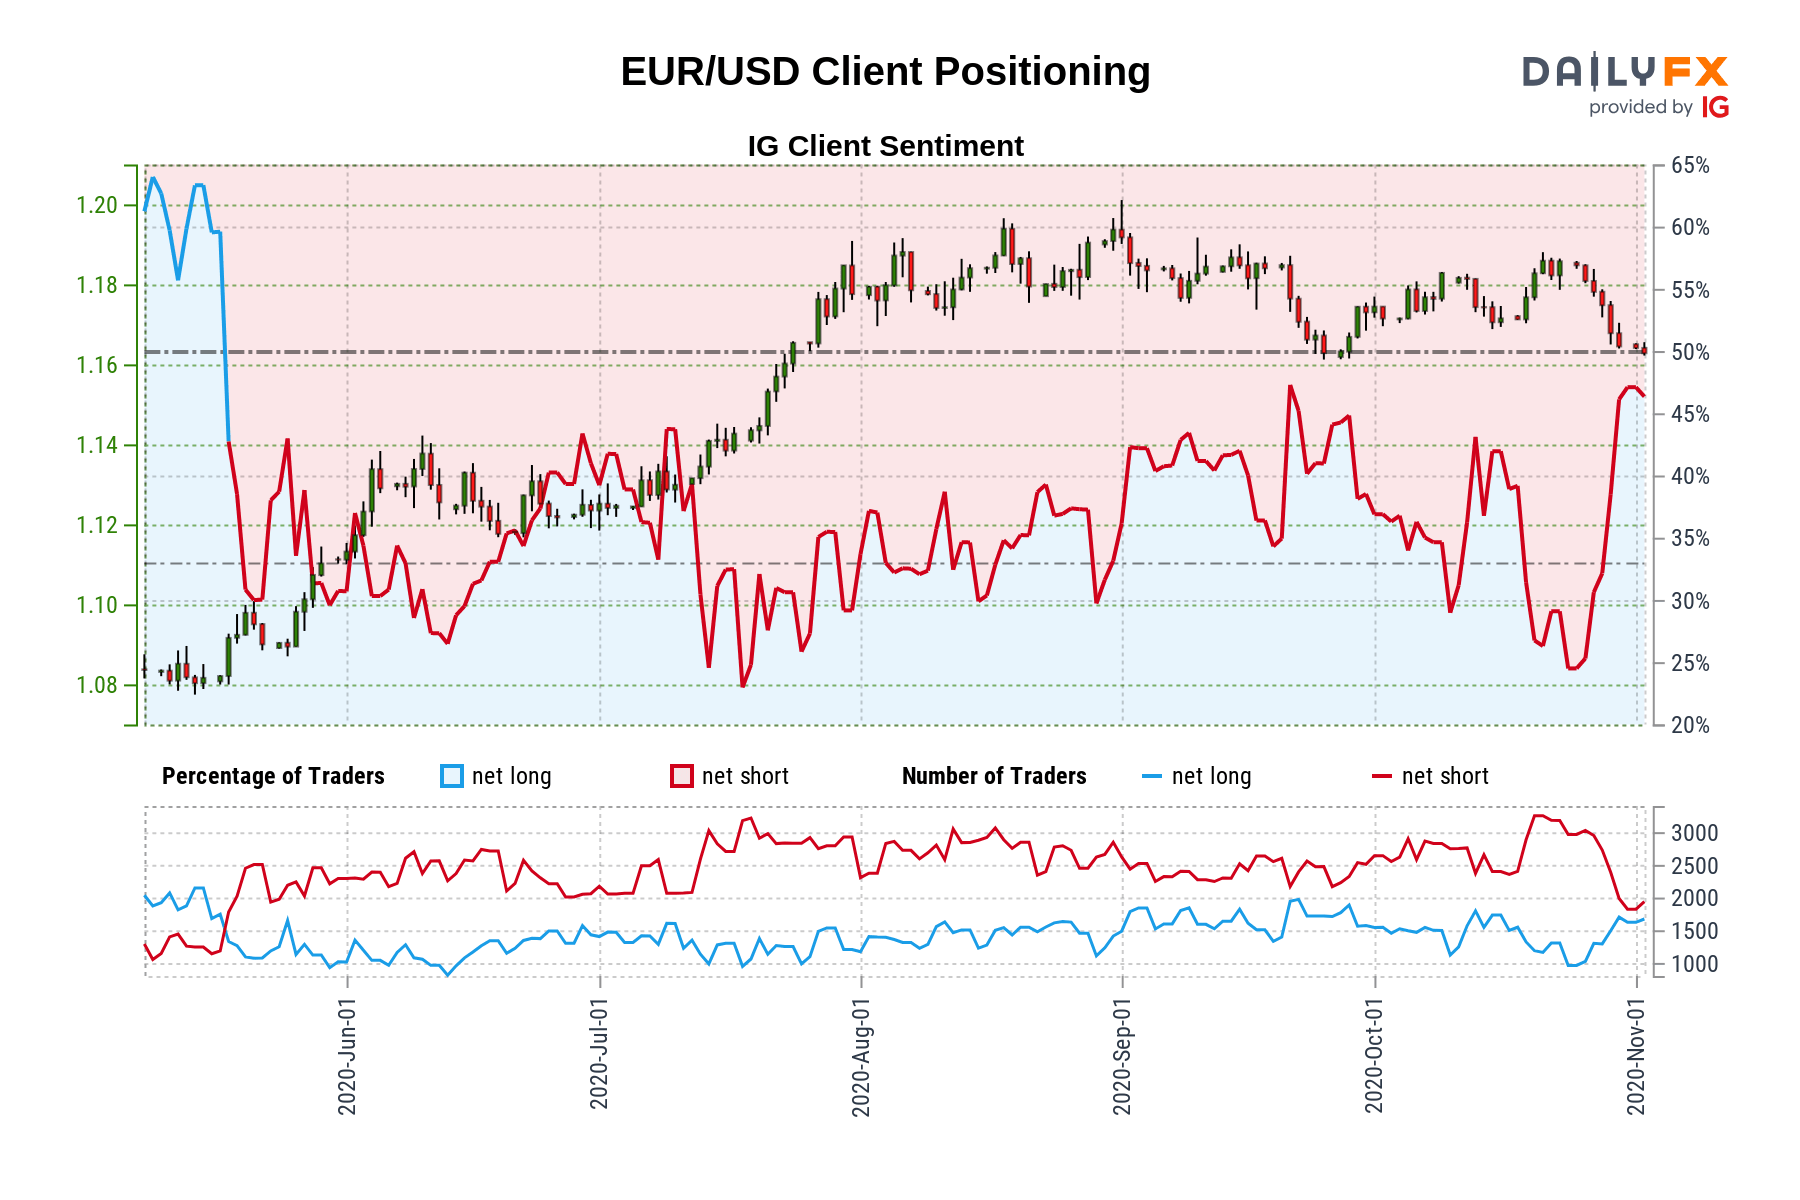 EUR/USD Client Positioning
DAILYFX
provided by IG
IG Client Sentiment
1.20
1.18
1.16
1.14
1.12
1.10
1.08
65%
60%
55%
50%
45%
40%
35%
30%
25%
20%
Percentage of Traders net long net short Number of Traders net long net short
3000
2500
2000
1500
1000
2020-Jun-01
2020-Jul-01
2020-Aug-01
2020-Sep-01
2020-Oct-01
2020-Nov-01